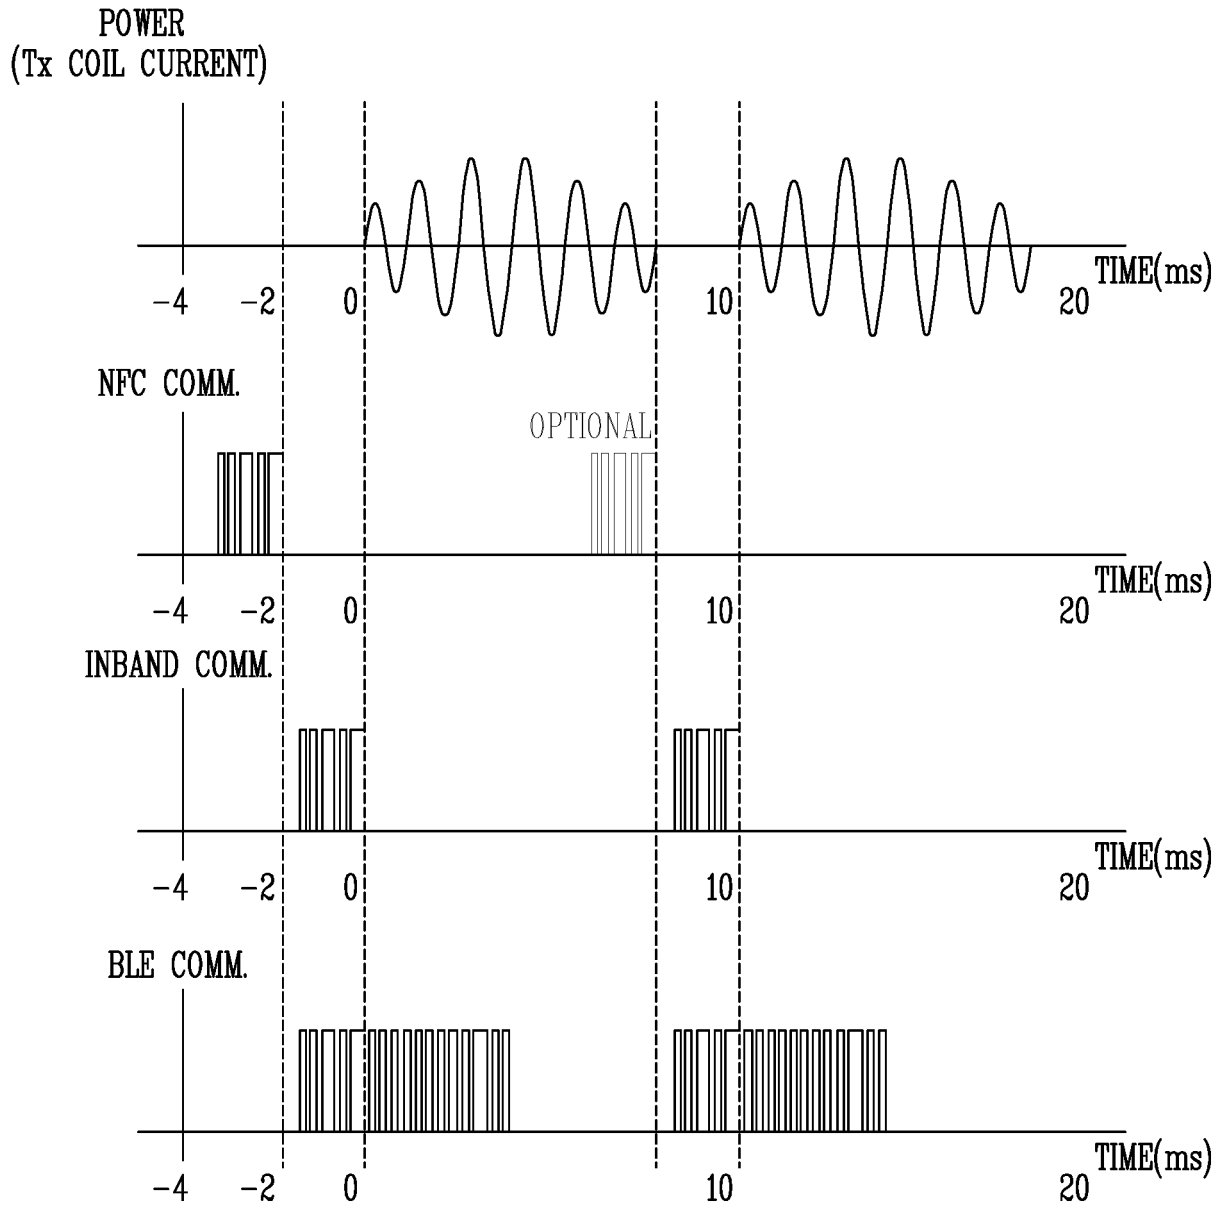 POWER
(Tx COIL CURRENT)
TIME(ms)
-4 -2 0 10 20
NFC COMM.
OPTIONAL
TIME(ms)
-4 -2 0 10 20
INBAND COMM.
TIME(ms)
-4 -2 0 10 20
BLE COMM.
TIME(ms)
-4 -2 0 10 20